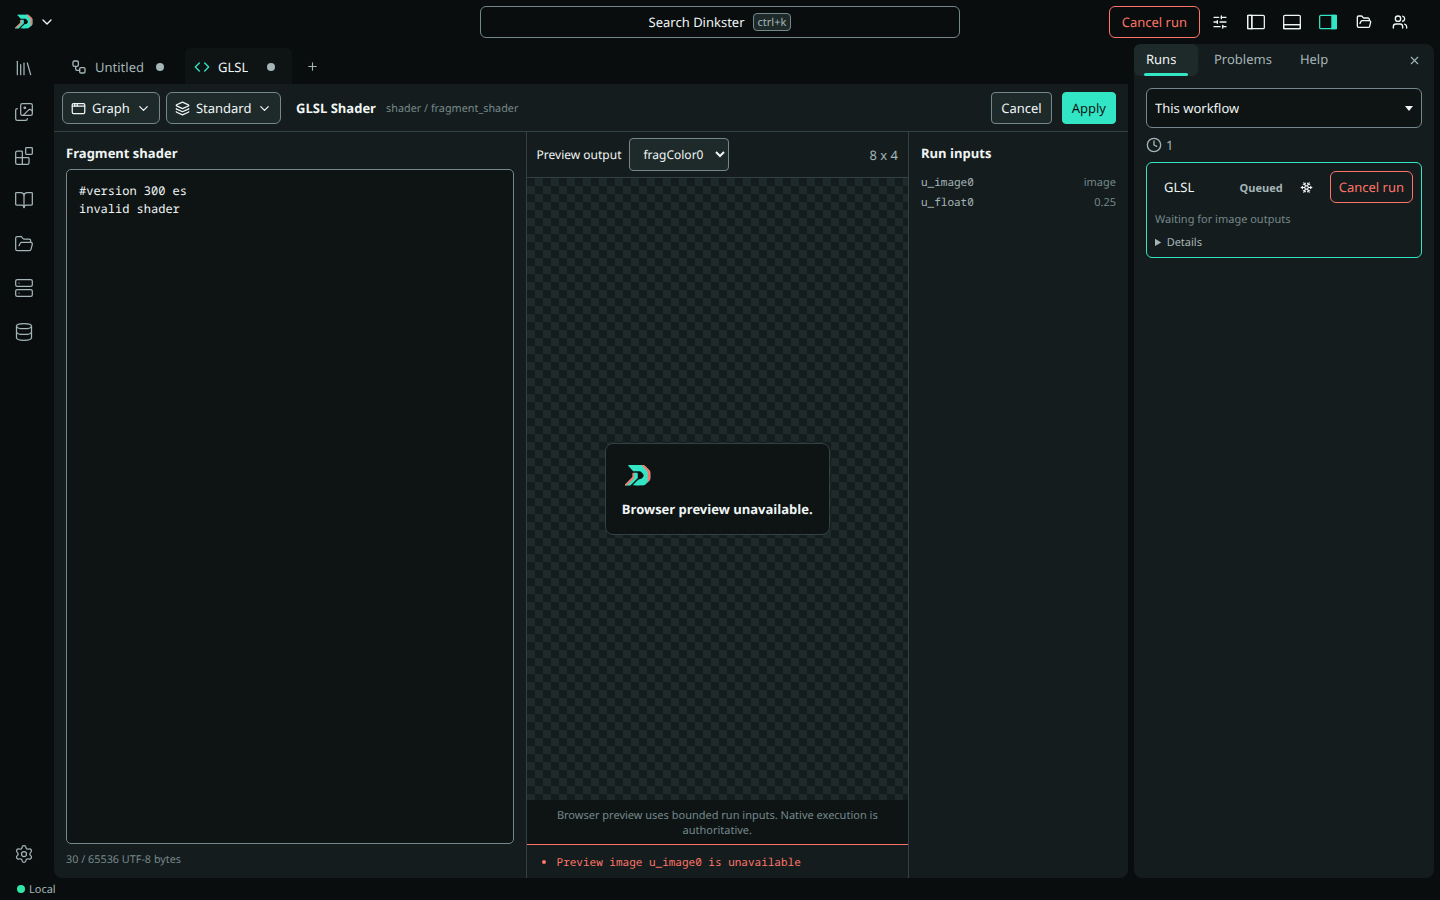 Search Dinkster ctrl+k
Cancel run
Untitled
GLSL
Runs
Problems
Help
Graph
Standard
GLSL Shader
shader / fragment_shader
Cancel
Apply
This workflow
1
Fragment shader
#version 300 es
invalid shader
30 / 65536 UTF-8 bytes
Preview output
fragColor0
8 x 4
Browser preview unavailable.
Browser preview uses bounded run inputs. Native execution is
authoritative.
Preview image u_image0 is unavailable
Run inputs
u_image0 image
u_float0 0.25
GLSL
Queued
Cancel run
Waiting for image outputs
Details
Local